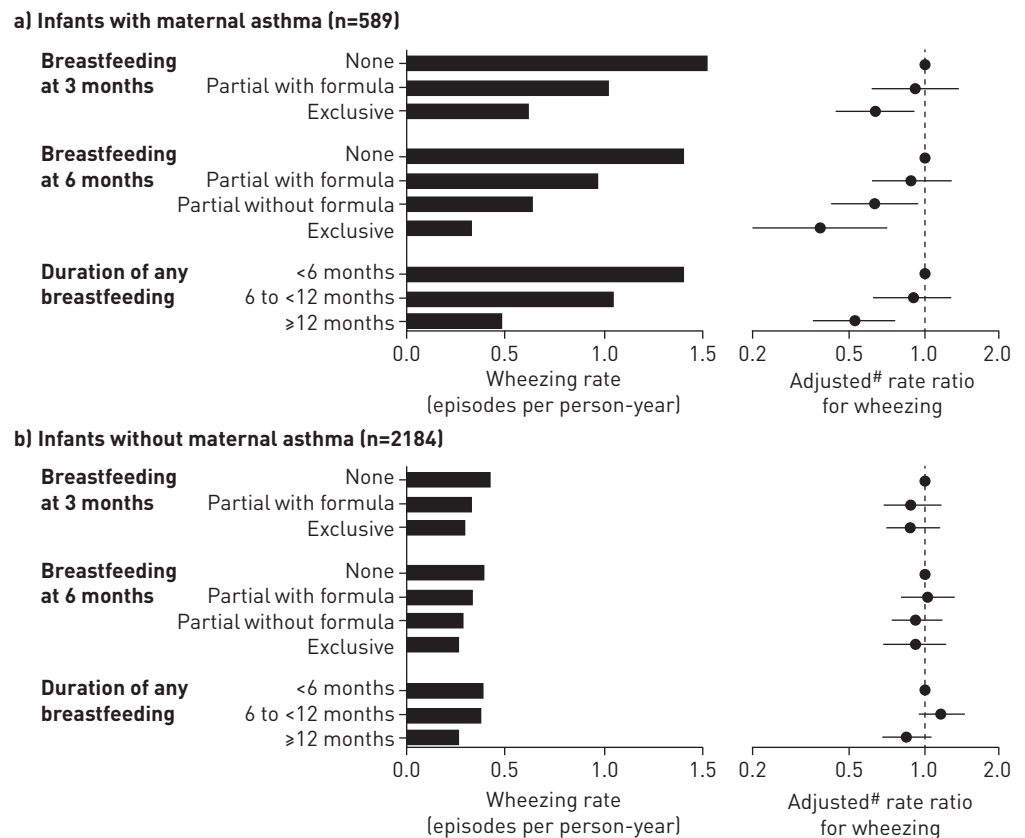 a) Infants with maternal asthma (n=589)
Breastfeeding
at 3 months
None
Partial with formula
Exclusive
Breastfeeding
at 6 months
None
Partial with formula
Partial without formula
Exclusive
Duration of any
breastfeeding
<6 months
6 to <12 months
⩾12 months
0.0 0.5 1.0 1.5
Wheezing rate
(episodes per person-year)
0.2 0.5 1.0 2.0
Adjusted# rate ratio
for wheezing
b) Infants without maternal asthma (n=2184)
Breastfeeding
at 3 months
None
Partial with formula
Exclusive
Breastfeeding
at 6 months
None
Partial with formula
Partial without formula
Exclusive
Duration of any
breastfeeding
<6 months
6 to <12 months
⩾12 months
0.0 0.5 1.0 1.5
Wheezing rate
(episodes per person-year)
0.2 0.5 1.0 2.0
Adjusted# rate ratio
for wheezing